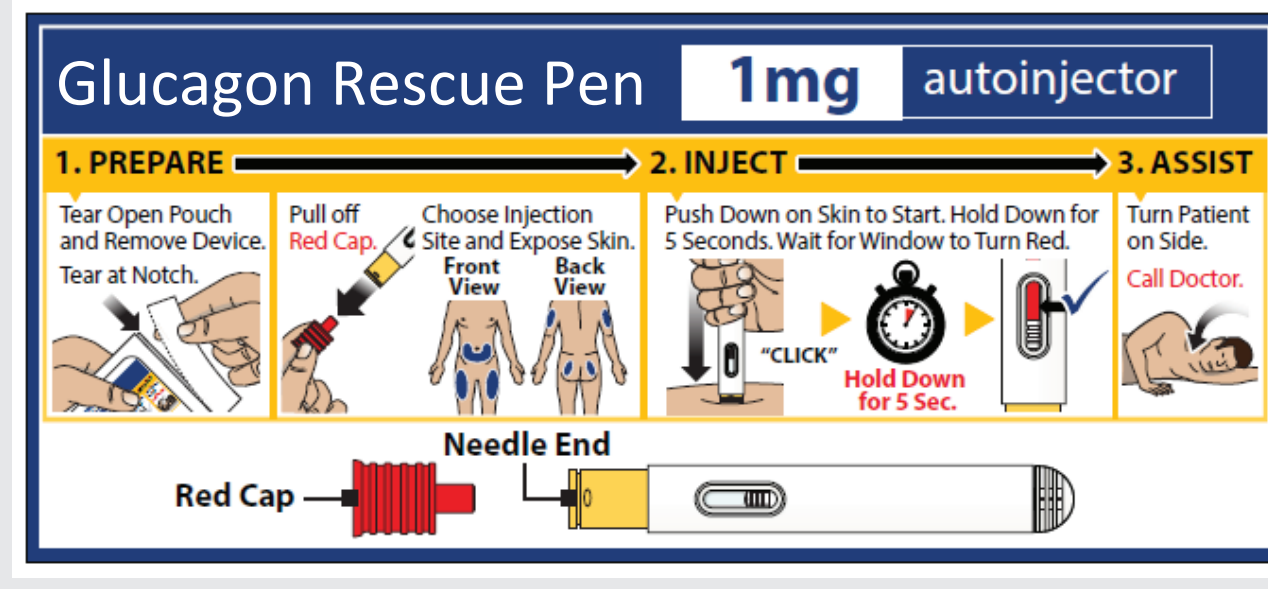 Glucagon Rescue Pen 1mg autoinjector
1. PREPARE 2. INJECT 3. ASSIST
Tear Open Pouch
and Remove Device.
Tear at Notch.
Pull off
Red Cap.
Choose Injection
Site and Expose Skin.
Front
View
Back
View
Push Down on Skin to Start. Hold Down for
5 Seconds. Wait for Window to Turn Red.
"CLICK"
Hold Down
for 5 Sec.
Turn Patient
on Side.
Call Doctor.
Needle End
Red Cap